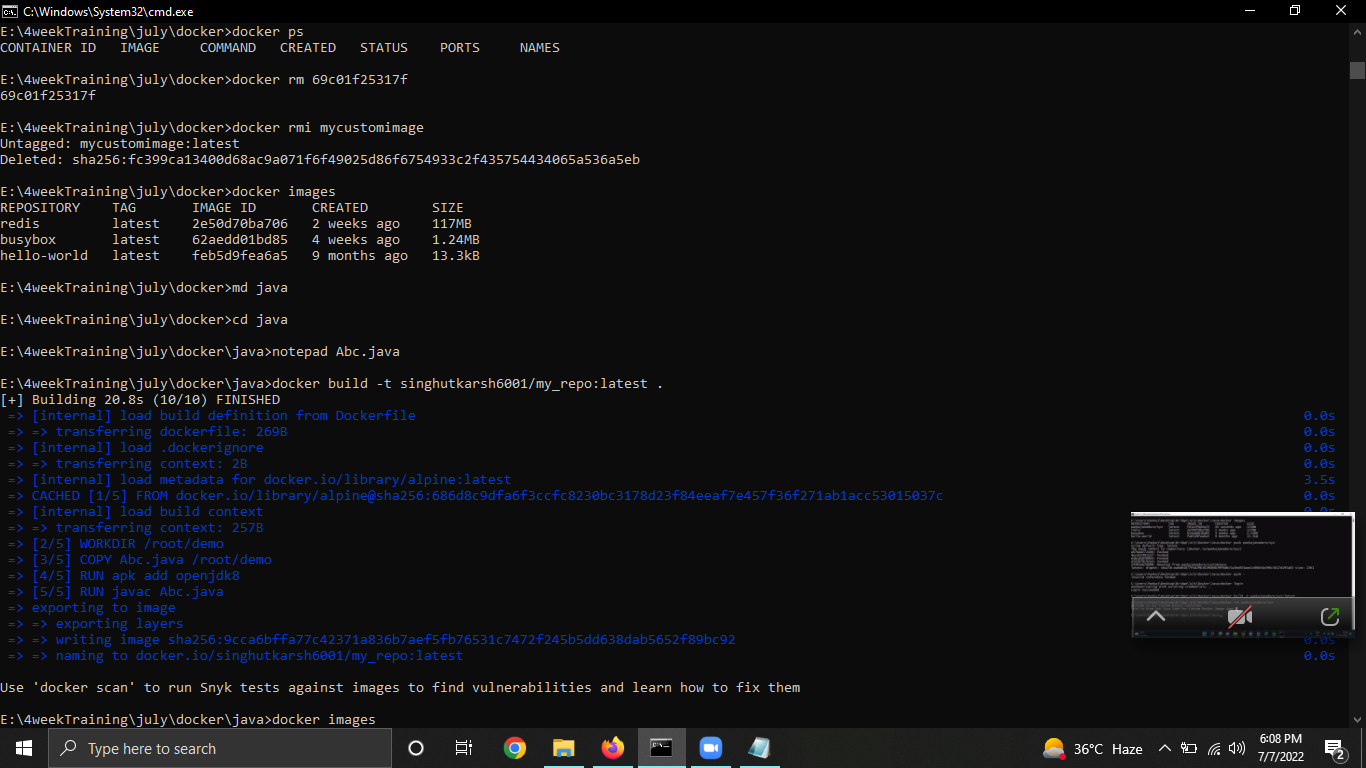 C:\Windows\System32\cmd.exe
E:\4weekTraining\july\docker>docker ps
CONTAINER ID   IMAGE     COMMAND   CREATED   STATUS    PORTS     NAMES
E:\4weekTraining\july\docker>docker rm 69c01f25317f
69c01f25317f
E:\4weekTraining\july\docker>docker rmi mycustomimage
Untagged: mycustomimage:latest
Deleted: sha256:fc399ca13400d68ac9a071f6f49025d86f6754933c2f435754434065a536a5eb
E:\4weekTraining\july\docker>docker images
REPOSITORY    TAG       IMAGE ID       CREATED        SIZE
redis         latest    2e50d70ba706   2 weeks ago    117MB
busybox       latest    62aedd01bd85   4 weeks ago    1.24MB
hello-world   latest    feb5d9fea6a5   9 months ago   13.3kB
E:\4weekTraining\july\docker>md java
E:\4weekTraining\july\docker>cd java
E:\4weekTraining\july\docker\java>notepad Abc.java
E:\4weekTraining\july\docker\java>docker build -t singhutkarsh6001/my_repo:latest .
[+] Building 20.8s (10/10) FINISHED
=> [internal] load build definition from Dockerfile 0.0s
=> => transferring dockerfile: 269B 0.0s
=> [internal] load .dockerignore 0.0s
=> => transferring context: 2B 0.0s
=> [internal] load metadata for docker.io/library/alpine:latest 3.5s
=> CACHED [1/5] FROM docker.io/library/alpine@sha256:686d8c9dfa6f3ccfc8230bc3178d23f84eeaf7e457f36f271ab1acc53015037c 0.0s
=> [internal] load build context
=> => transferring context: 257B
=> [2/5] WORKDIR /root/demo
=> [3/5] COPY Abc.java /root/demo
=> [4/5] RUN apk add openjdk8
=> [5/5] RUN javac Abc.java
=> exporting to image
=> => exporting layers
=> => writing image sha256:9cca6bffa77c42371a836b7aef5fb76531c7472f245b5dd638dab5652f89bc92
=> => naming to docker.io/singhutkarsh6001/my_repo:latest 0.0s
Use 'docker scan' to run Snyk tests against images to find vulnerabilities and learn how to fix them
E:\4weekTraining\july\docker\java>docker images
Type here to search
36°C Haze
6:08 PM
7/7/2022
2